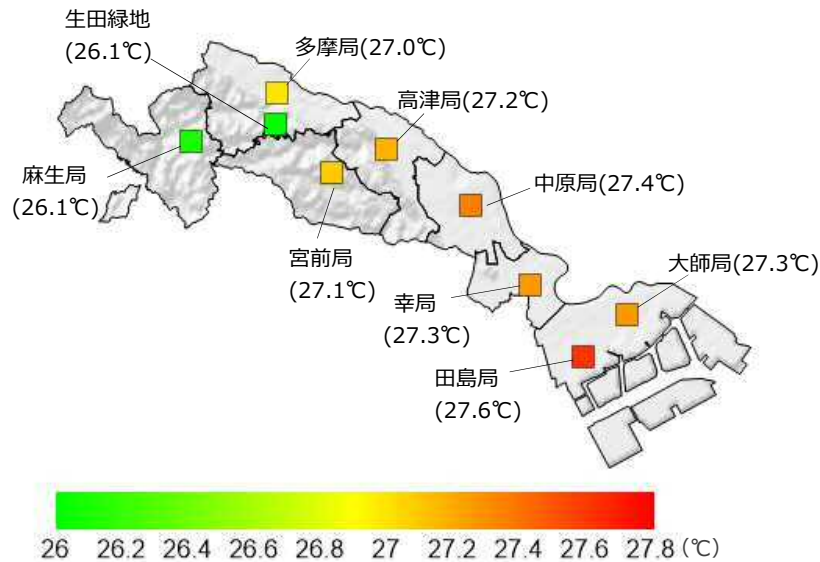 生田緑地
(26.1℃)
多摩局(27.0℃)
高津局(27.2℃)
麻生局
(26.1℃)
中原局(27.4℃)
宮前局
(27.1℃)
大師局(27.3℃)
幸局
(27.3℃)
田島局
(27.6℃)
26 26.2 26.4 26.6 26.8 27 27.2 27.4 27.6 27.8 (℃)